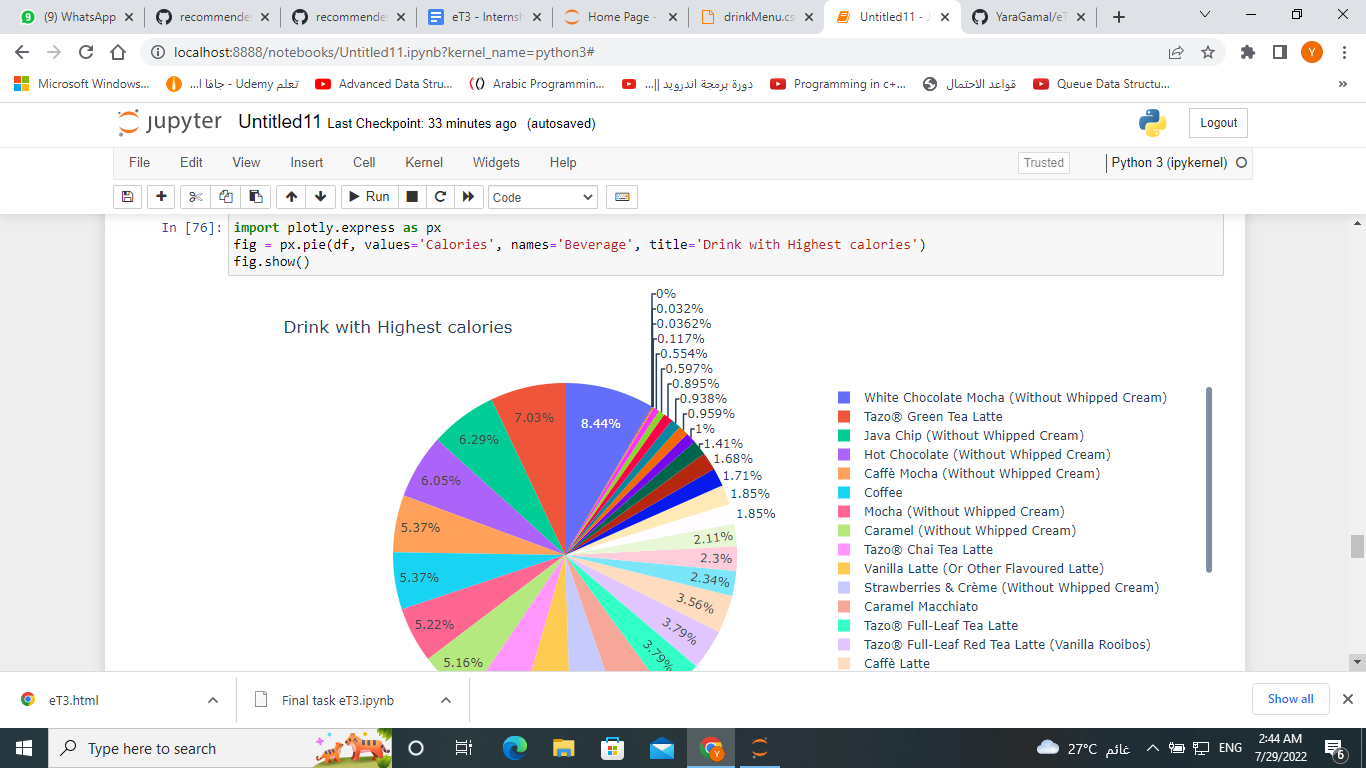 (9) WhatsApp
recommende
recommende
eT3 - Internsh
Home Page -
drinkMenu.cs
Untitled11 - J
YaraGamal/eT
localhost:8888/notebooks/Untitled11.ipynb?kernel_name=python3#
Y
Microsoft Windows...
تعلم Udemy - جافا ا...
Advanced Data Stru...
Arabic Programmin...
دورة برمجة اندرويد ||...
Programming in c+...
قواعد الاحتمال
Queue Data Structu...
»
jupyter Untitled11 Last Checkpoint: 33 minutes ago (autosaved)
Logout
File Edit View Insert Cell Kernel Widgets Help
Trusted
Python 3 (ipykernel)
Run
Code
In [76]:
import plotly.express as px
fig = px.pie(df, values='Calories', names='Beverage', title='Drink with Highest calories')
fig.show()
Drink with Highest calories
0%
0.032%
0.0362%
0.117%
0.554%
0.597%
0.895%
0.938%
0.959%
1%
1.41%
1.68%
1.71%
1.85%
1.85%
2.11%
2.3%
2.34%
3.56%
3.79%
3.79%
8.44%
7.03%
6.29%
6.05%
5.37%
5.37%
5.22%
5.16%
White Chocolate Mocha (Without Whipped Cream)
Tazo® Green Tea Latte
Java Chip (Without Whipped Cream)
Hot Chocolate (Without Whipped Cream)
Caffè Mocha (Without Whipped Cream)
Coffee
Mocha (Without Whipped Cream)
Caramel (Without Whipped Cream)
Tazo® Chai Tea Latte
Vanilla Latte (Or Other Flavoured Latte)
Strawberries & Crème (Without Whipped Cream)
Caramel Macchiato
Tazo® Full-Leaf Tea Latte
Tazo® Full-Leaf Red Tea Latte (Vanilla Rooibos)
Caffè Latte
eT3.html
Final task eT3.ipynb
Show all
Type here to search
27°C غائم
ENG
2:44 AM
7/29/2022
6